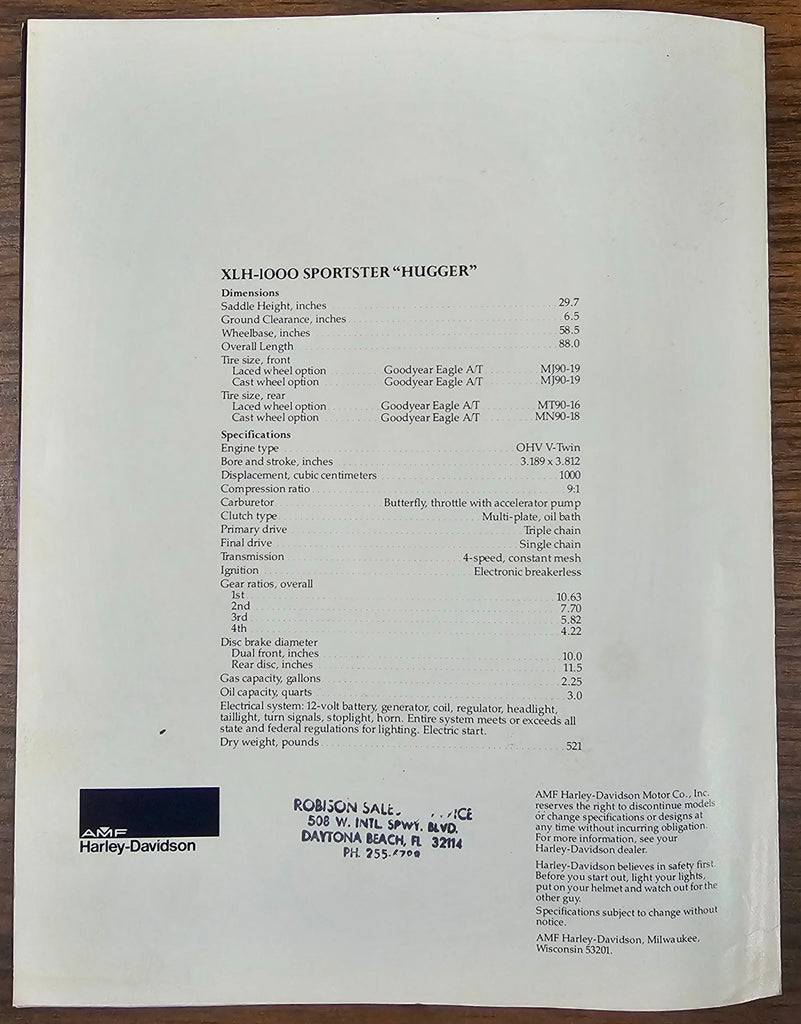 XLH-1000 SPORTSTER “HUGGER”
Dimensions
Saddle Height, inches 29.7
Ground Clearance, inches 6.5
Wheelbase, inches 58.5
Overall Length 88.0
Tire size, front
Laced wheel option Goodyear Eagle A/T MJ90-19
Cast wheel option Goodyear Eagle A/T MJ90-19
Tire size, rear
Laced wheel option Goodyear Eagle A/T MT90-16
Cast wheel option Goodyear Eagle A/T MN90-18
Specifications
Engine type OHV V-Twin
Bore and stroke, inches 3.189 x 3.812
Displacement, cubic centimeters 1000
Compression ratio 9:1
Carburetor Butterfly, throttle with accelerator pump
Clutch type Multi-plate, oil bath
Primary drive Triple chain
Final drive Single chain
Transmission 4-speed, constant mesh
Ignition Electronic breakerless
Gear ratios, overall
1st 10.63
2nd 7.70
3rd 5.82
4th 4.22
Disc brake diameter
Dual front, inches 10.0
Rear disc, inches 11.5
Gas capacity, gallons 2.25
Oil capacity, quarts 3.0
Electrical system: 12-volt battery, generator, coil, regulator, headlight,
taillight, turn signals, stoplight, horn. Entire system meets or exceeds all
state and federal regulations for lighting. Electric start.
Dry weight, pounds 521
AMF
Harley-Davidson
ROBISON
508 W. INTL SPWY. BLVD.
DAYTONA BEACH, FL 32114
PH.
AMF Harley-Davidson Motor Co., Inc.
reserves the right to discontinue models
or change specifications or designs at
any time without incurring obligation.
For more information, see your
Harley-Davidson dealer.
Harley-Davidson believes in safety first.
Before you start out, light your lights,
put on your helmet and watch out for the
other guy.
Specifications subject to change without
notice.
AMF Harley-Davidson, Milwaukee,
Wisconsin 53201.